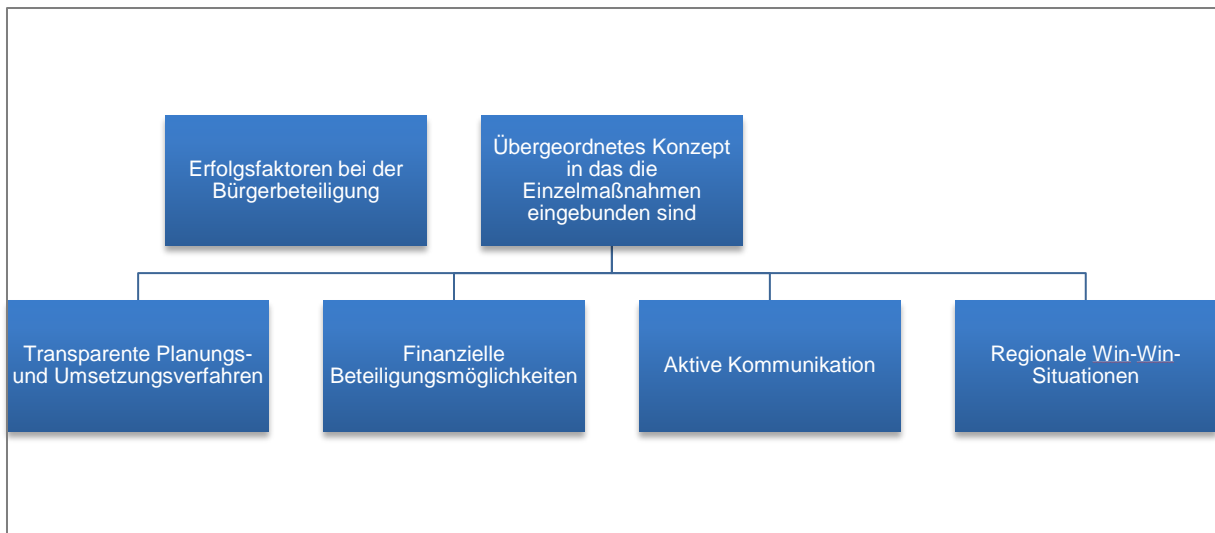 Erfolgsfaktoren bei der
Bürgerbeteiligung
Übergeordnetes Konzept
in das die
Einzelmaßnahmen
eingebunden sind
Transparente Planungs-
und Umsetzungsverfahren
Finanzielle
Beteiligungsmöglichkeiten
Aktive Kommunikation
Regionale Win-Win-
Situationen